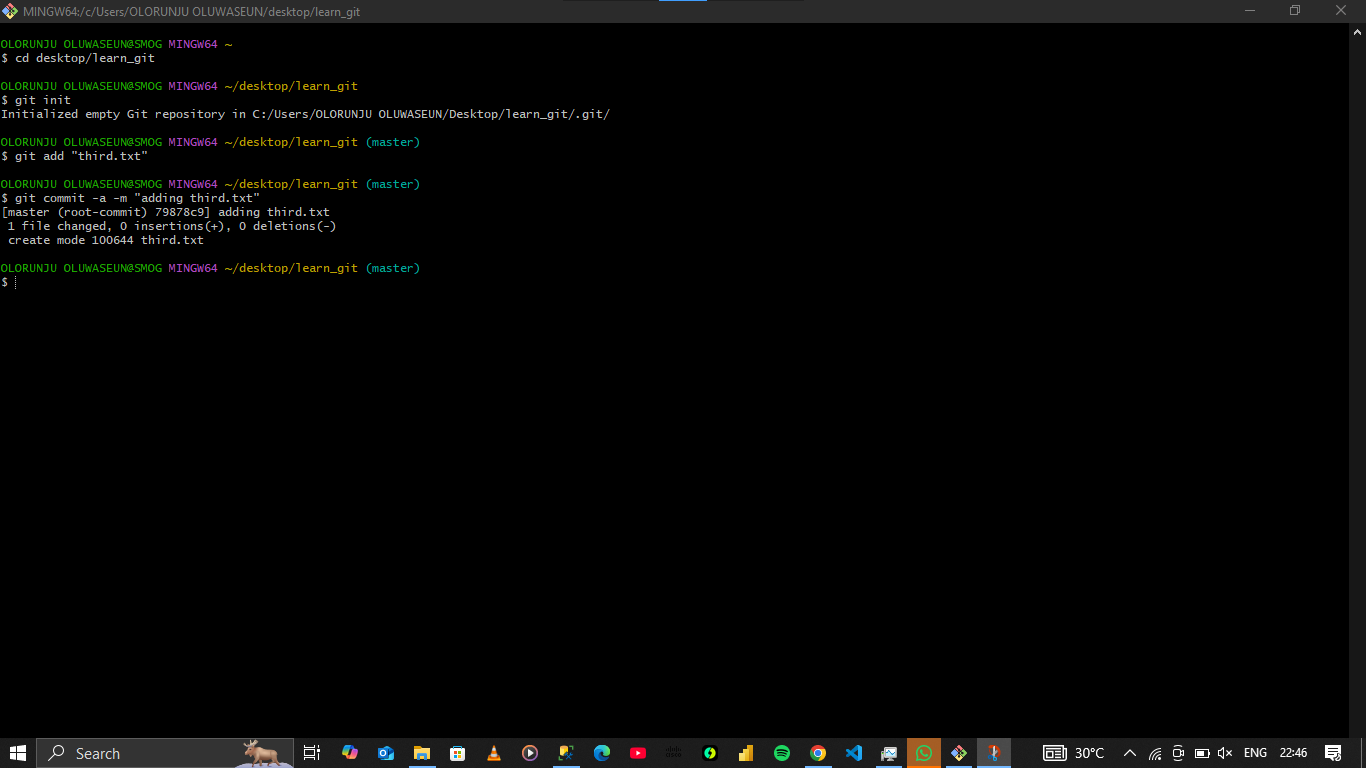 MINGW64:/c/Users/OLORUNJU OLUWASEUN/desktop/learn_git
OLORUNJU OLUWASEUN@SMOG MINGW64 ~
$ cd desktop/learn_git
OLORUNJU OLUWASEUN@SMOG MINGW64 ~/desktop/learn_git
$ git init
Initialized empty Git repository in C:/Users/OLORUNJU OLUWASEUN/Desktop/learn_git/.git/
OLORUNJU OLUWASEUN@SMOG MINGW64 ~/desktop/learn_git (master)
$ git add "third.txt"
OLORUNJU OLUWASEUN@SMOG MINGW64 ~/desktop/learn_git (master)
$ git commit -a -m "adding third.txt"
[master (root-commit) 79878c9] adding third.txt
 1 file changed, 0 insertions(+), 0 deletions(-)
 create mode 100644 third.txt
OLORUNJU OLUWASEUN@SMOG MINGW64 ~/desktop/learn_git (master)
$
Search 30°C ENG 22:46